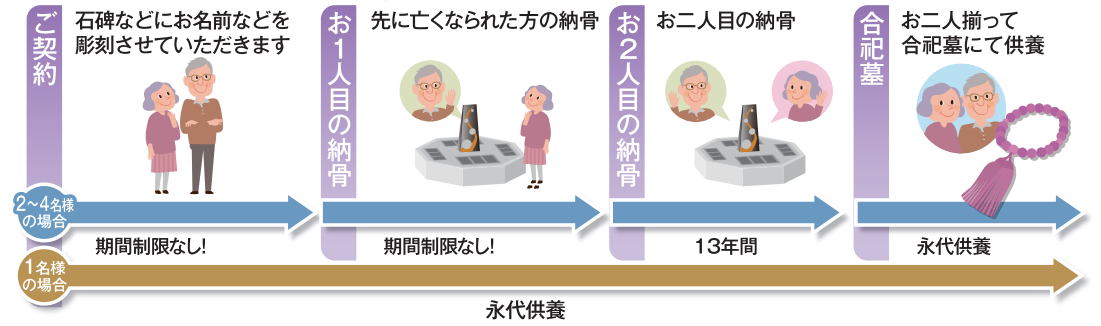 ご契約
石碑などにお名前などを
彫刻させていただきます
お1人目の納骨
先に亡くなられた方の納骨
お2人目の納骨
お二人目の納骨
合祀墓
お二人揃って
合祀墓にて供養
2〜4名様
の場合
期間制限なし!
期間制限なし!
13年間
永代供養
1名様
の場合
永代供養